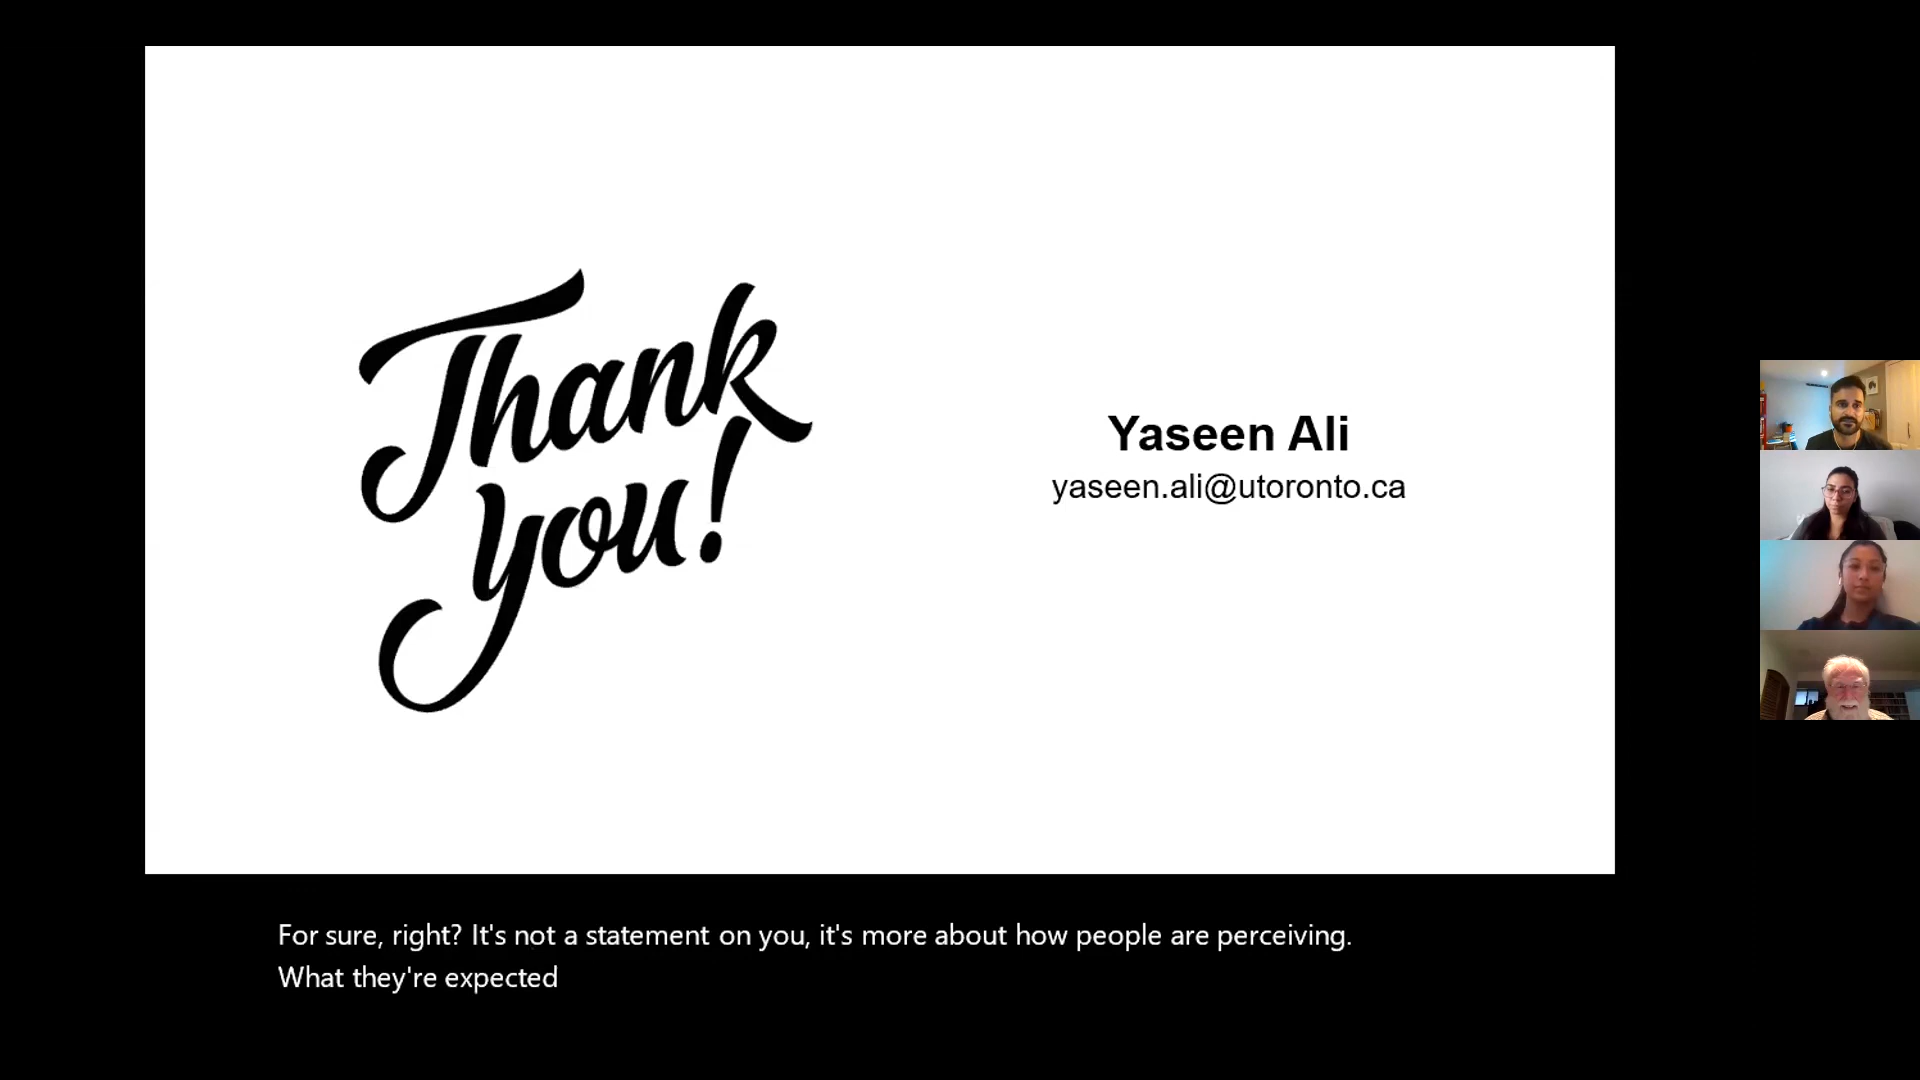 Thank
you!
Yaseen Ali
yaseen.ali@utoronto.ca
For sure, right? It's not a statement on you, it's more about how people are perceiving.
What they're expected